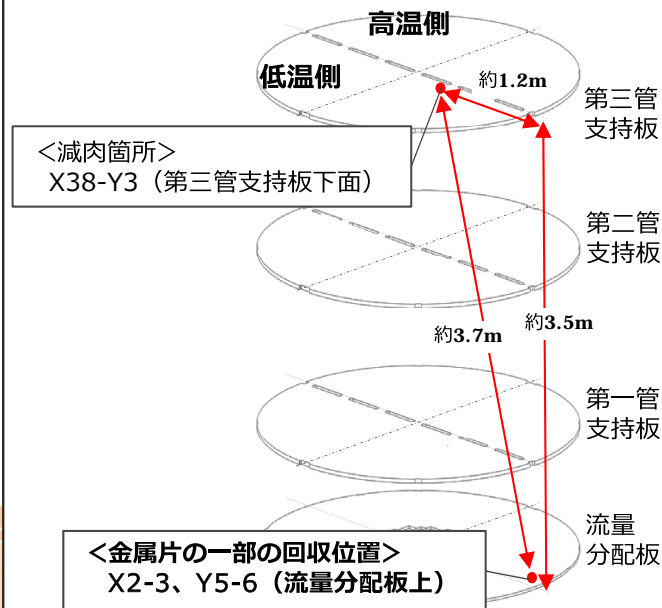 高温側
低温側
約1.2m
第三管
支持板
＜減肉箇所＞
X38-Y3（第三管支持板下面）
第二管
支持板
約3.7m
約3.5m
第一管
支持板
流量
分配板
＜金属片の一部の回収位置＞
X2-3、Y5-6（流量分配板上）